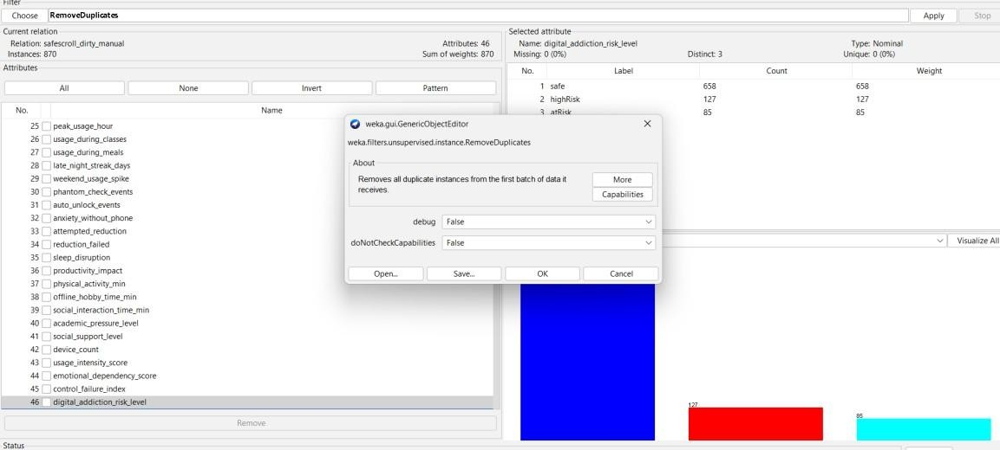 Filter
Choose RemoveDuplicates Apply Stop
Current relation
Relation: safescroll_dirty_manual Attributes: 46
Instances: 870 Sum of weights: 870
Selected attribute
Name: digital_addiction_risk_level Type: Nominal
Missing: 0 (0%) Distinct: 3 Unique: 0 (0%)
Attributes
All None Invert Pattern
No. Name
25 peak_usage_hour
26 usage_during_classes
27 usage_during_meals
28 late_night_streak_days
29 weekend_usage_spike
30 phantom_check_events
31 auto_unlock_events
32 anxiety_without_phone
33 attempted_reduction
34 reduction_failed
35 sleep_disruption
36 productivity_impact
37 physical_activity_min
38 offline_hobby_time_min
39 social_interaction_time_min
40 academic_pressure_level
41 social_support_level
42 device_count
43 usage_intensity_score
44 emotional_dependency_score
45 control_failure_index
46 digital_addiction_risk_level
Remove
Status
No. Label Count Weight
1 safe 658 658
2 highRisk 127 127
3 atRisk 85 85
weka.gui.GenericObjectEditor
weka.filters.unsupervised.instance.RemoveDuplicates
About
Removes all duplicate instances from the first batch of data it
receives.
More
Capabilities
debug False
doNotCheckCapabilities False
Open... Save... OK Cancel
Visualize All
127
85